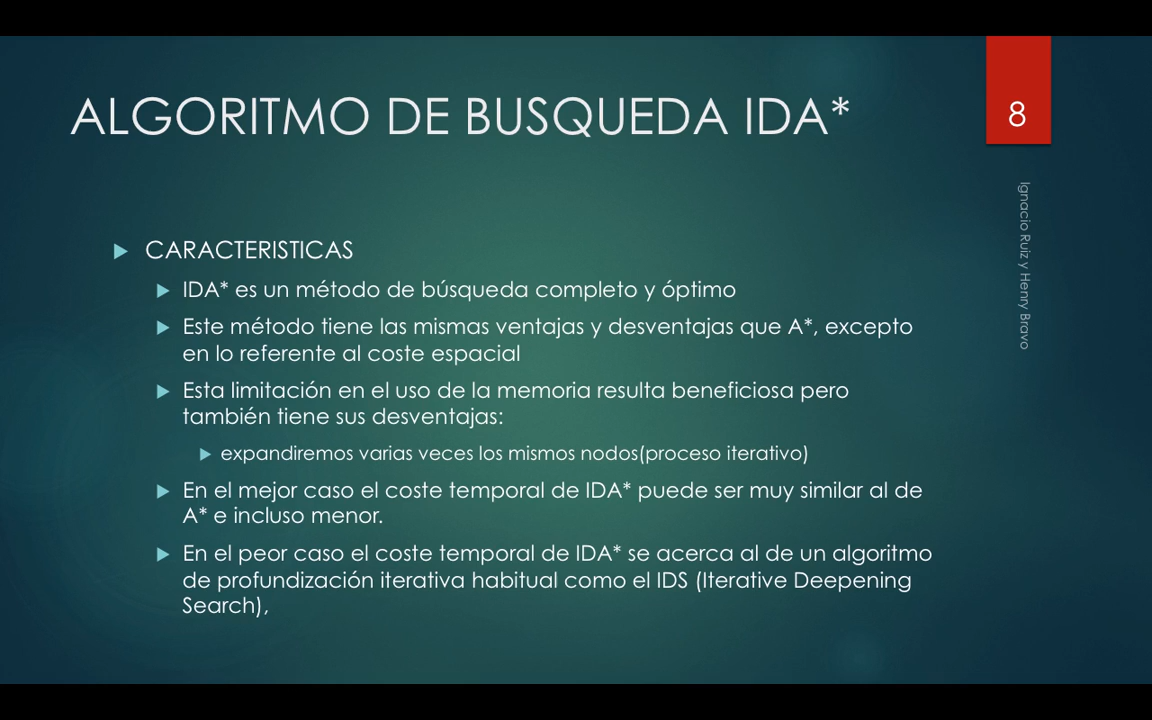 ALGORITMO DE BUSQUEDA IDA*
8
Ignacio Ruiz y Henry Bravo
CARACTERISTICAS
IDA* es un método de búsqueda completo y óptimo
Este método tiene las mismas ventajas y desventajas que A*, excepto
en lo referente al coste espacial
Esta limitación en el uso de la memoria resulta beneficiosa pero
también tiene sus desventajas:
expandiremos varias veces los mismos nodos(proceso iterativo)
En el mejor caso el coste temporal de IDA* puede ser muy similar al de
A* e incluso menor.
En el peor caso el coste temporal de IDA* se acerca al de un algoritmo
de profundización iterativa habitual como el IDS (Iterative Deepening
Search),